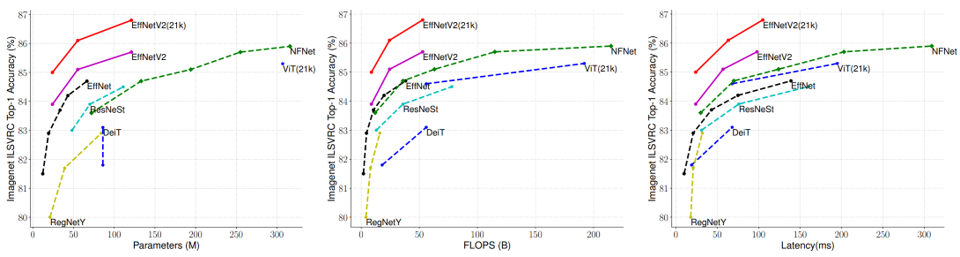 Imagenet ILSVRC Top-1 Accuracy (%)
87
86
85
84
83
82
81
80
EffNetV2(21k)
NFNet
EffNetV2
ViT(21k)
EffNet
ResNeSt
DeiT
RegNetY
0 50 100 150 200 250 300
Parameters (M)
Imagenet ILSVRC Top-1 Accuracy (%)
87
86
85
84
83
82
81
80
EffNetV2(21k)
NFNet
EffNetV2
ViT(21k)
EffNet
ResNeSt
DeiT
RegNetY
0 50 100 150 200
FLOPS (B)
Imagenet ILSVRC Top-1 Accuracy (%)
87
86
85
84
83
82
81
80
EffNetV2(21k)
NFNet
EffNetV2
ViT(21k)
EffNet
ResNeSt
DeiT
RegNetY
0 50 100 150 200 250 300
Latency(ms)